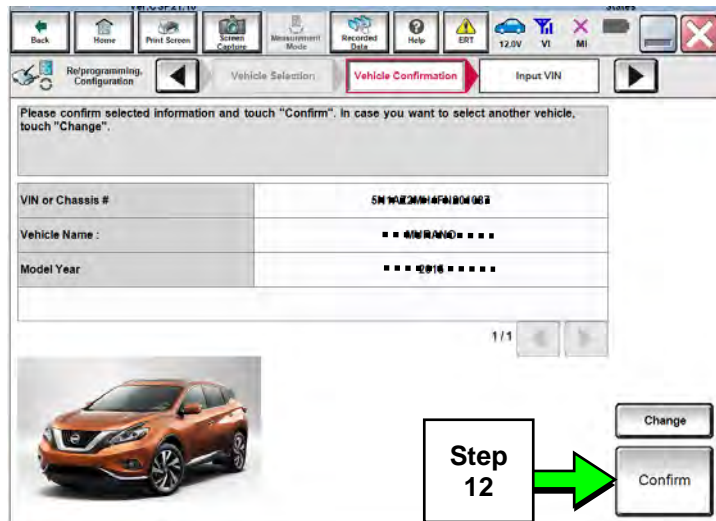 Back
Home
Print Screen
Screen Capture
Measurement Mode
Recorded Data
Help
ERT
12.0V
VI
MI
Re/programming, Configuration
Vehicle Selection
Vehicle Confirmation
Input VIN
Please confirm selected information and touch "Confirm". In case you want to select another vehicle,
touch "Change".
VIN or Chassis #
Vehicle Name :
MURANO
Model Year
1/1
Change
Step
12
Confirm